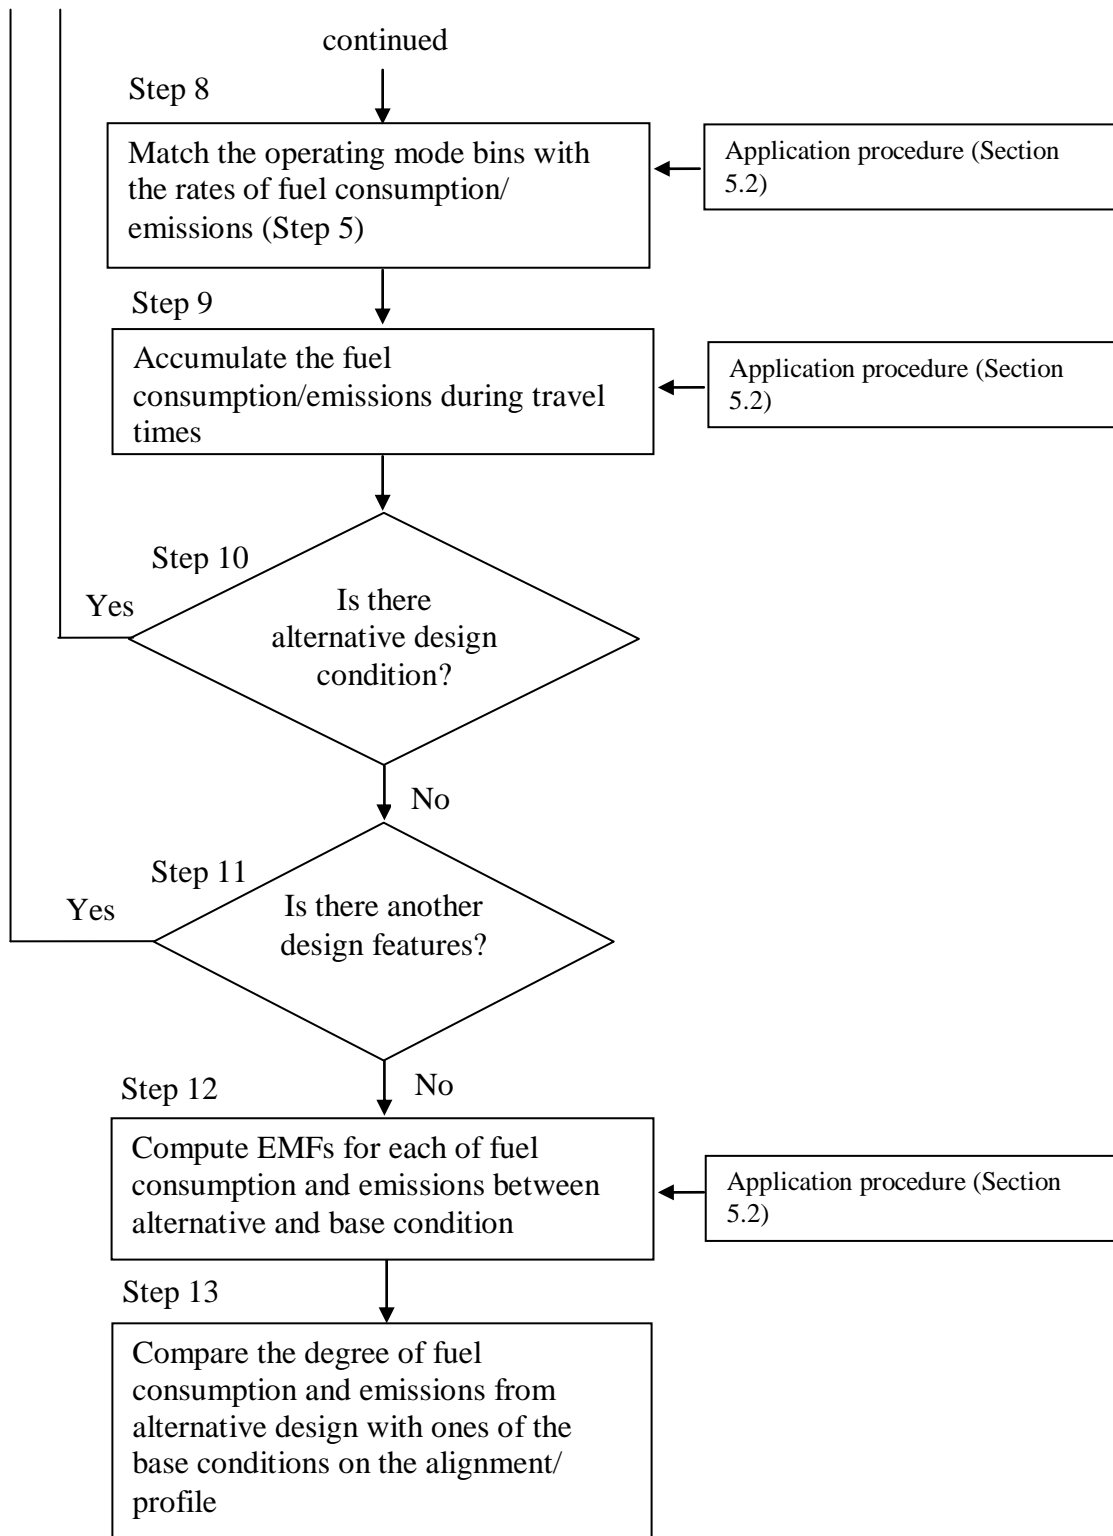 continued
Step 8
Match the operating mode bins with
the rates of fuel consumption/
emissions (Step 5)
Application procedure (Section
5.2)
Step 9
Accumulate the fuel
consumption/emissions during travel
times
Application procedure (Section
5.2)
Step 10
Yes
Is there
alternative design
condition?
No
Step 11
Yes
Is there another
design features?
No
Step 12
Compute EMFs for each of fuel
consumption and emissions between
alternative and base condition
Application procedure (Section
5.2)
Step 13
Compare the degree of fuel
consumption and emissions from
alternative design with ones of the
base conditions on the alignment/
profile